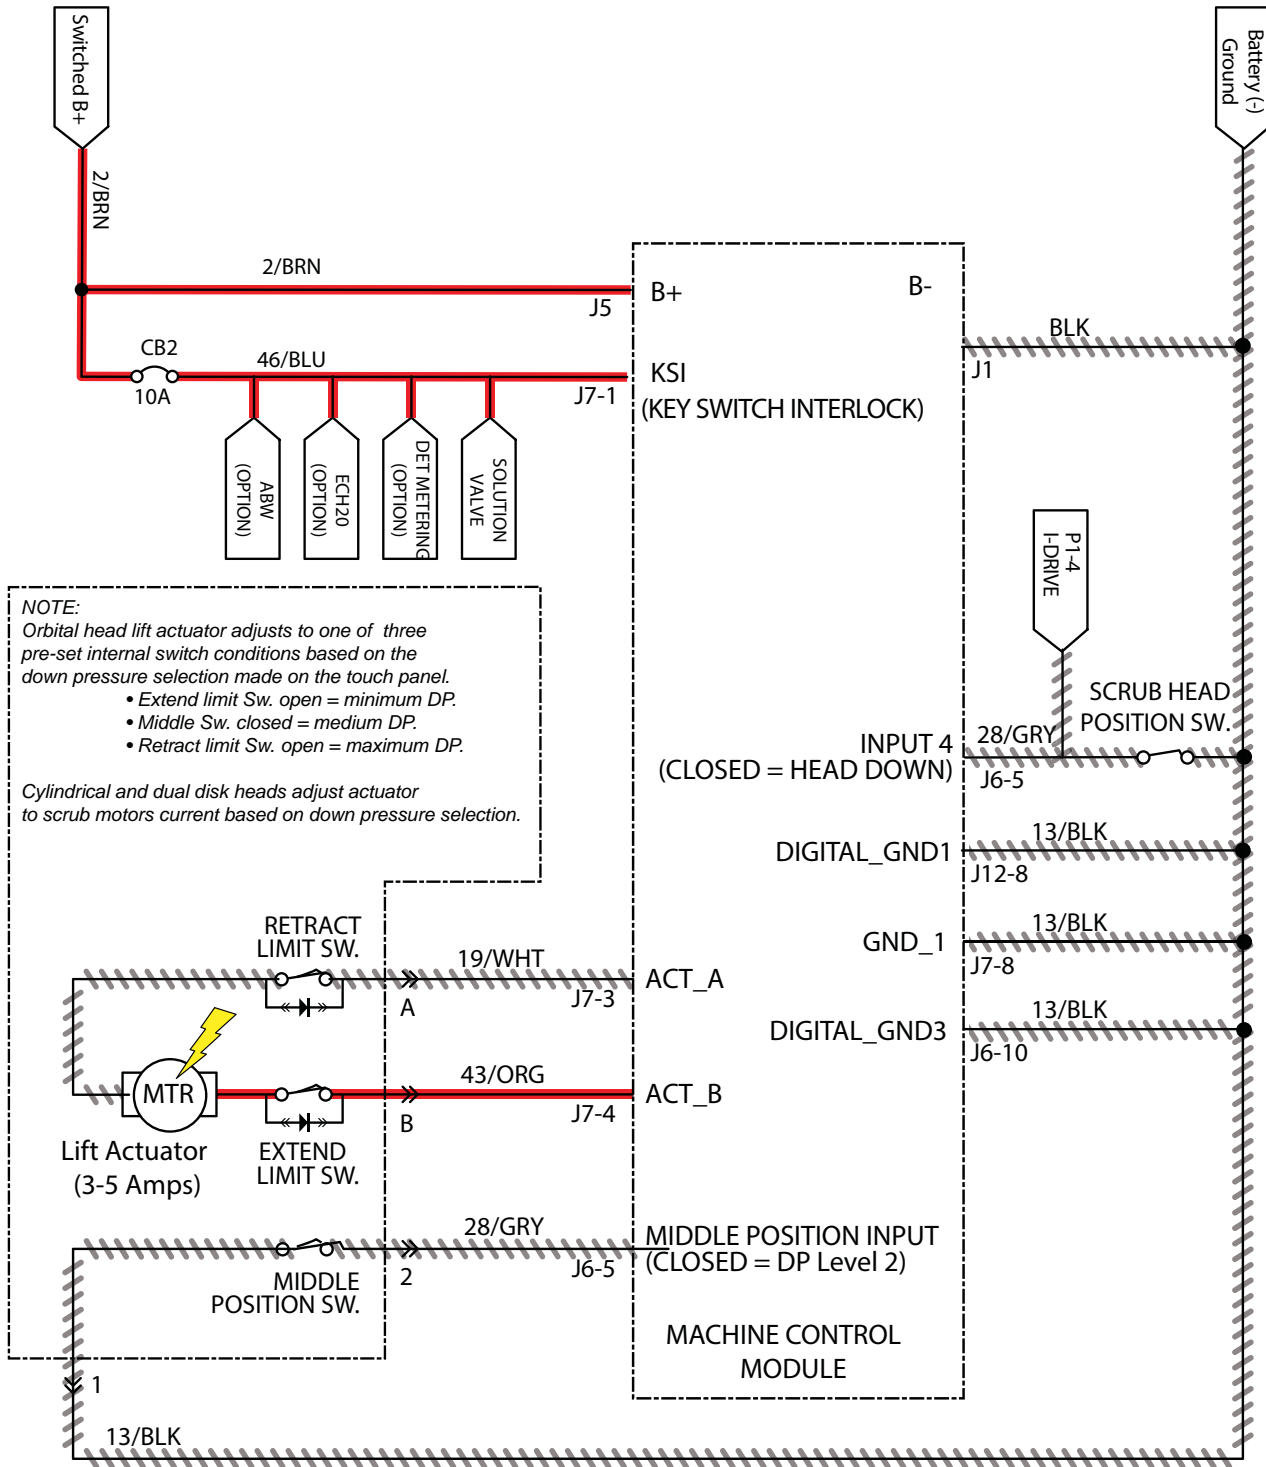 Switched B+
Battery (-)
Ground
2/BRN
2/BRN
J5
B+
B-
BLK
J1
CB2
10A
46/BLU
J7-1
KSI
(KEY SWITCH INTERLOCK)
ABW
(OPTION)
ECH20
(OPTION)
DET METERING
(OPTION)
SOLUTION
VALVE
P1-4
I-DRIVE
NOTE:
Orbital head lift actuator adjusts to one of three
pre-set internal switch conditions based on the
down pressure selection made on the touch panel.
• Extend limit Sw. open = minimum DP.
• Middle Sw. closed = medium DP.
• Retract limit Sw. open = maximum DP.
Cylindrical and dual disk heads adjust actuator
to scrub motors current based on down pressure selection.
SCRUB HEAD
POSITION SW.
INPUT 4
(CLOSED = HEAD DOWN)
28/GRY
J6-5
DIGITAL_GND1
13/BLK
J12-8
GND_1
13/BLK
J7-8
DIGITAL_GND3
13/BLK
J6-10
RETRACT
LIMIT SW.
A
19/WHT
J7-3
ACT_A
MTR
Lift Actuator
(3-5 Amps)
EXTEND
LIMIT SW.
B
43/ORG
J7-4
ACT_B
MIDDLE
POSITION SW.
2
28/GRY
J6-5
MIDDLE POSITION INPUT
(CLOSED = DP Level 2)
MACHINE CONTROL
MODULE
1
13/BLK